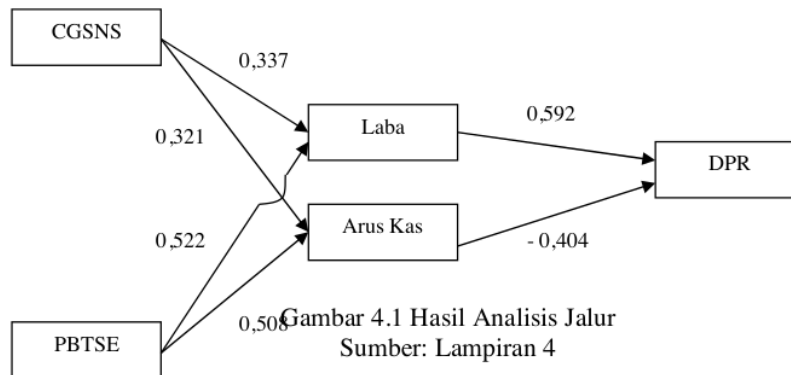 CGSNS
0,337
Laba
0,592
0,321
DPR
Arus Kas
0,522
- 0,404
0,508
Gambar 4.1 Hasil Analisis Jalur
PBTSE
Sumber: Lampiran 4